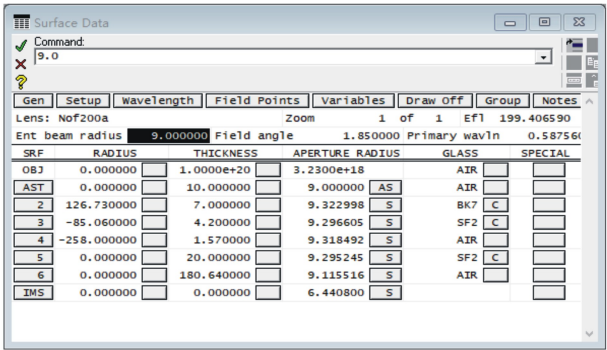 Surface Data
Command:
9.0
Gen Setup Wavelength Field Points Variables Draw Off Group Notes
Lens: Nof200a Zoom 1 of 1 Efl 199.406590
Ent beam radius 9.000000 Field angle 1.850000 Primary wavln 0.58756
SRF RADIUS THICKNESS APERTURE RADIUS GLASS SPECIAL
OBJ 0.000000 1.0000e+20 3.2300e+18 AIR
AST 0.000000 10.000000 9.000000 AS AIR
2 126.730000 7.000000 9.322998 S BK7 C
3 -85.060000 4.200000 9.296605 S SF2 C
4 -258.000000 1.570000 9.318492 S AIR
5 0.000000 20.000000 9.295245 S SF2 C
6 0.000000 180.640000 9.115516 S AIR
IMS 0.000000 0.000000 6.440800 S